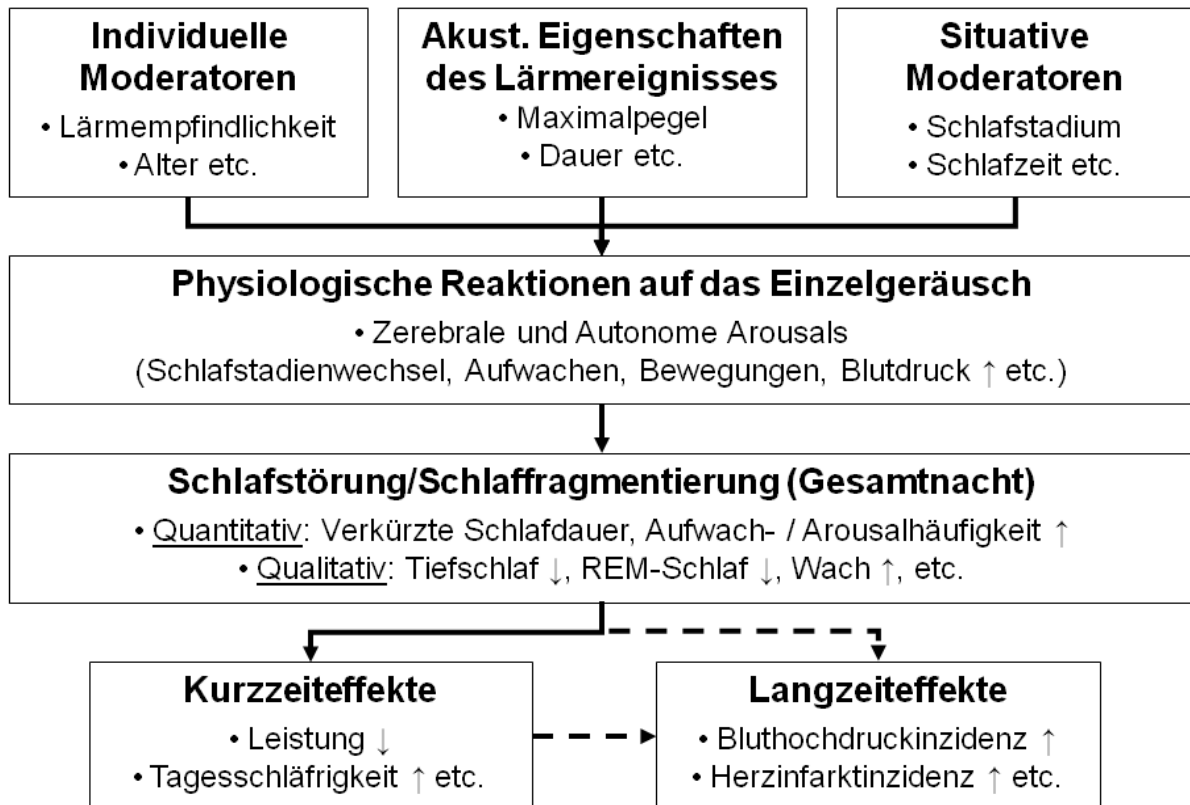 Individuelle
Moderatoren
• Lärmempfindlichkeit
• Alter etc.
Akust. Eigenschaften
des Lärmereignisses
• Maximalpegel
• Dauer etc.
Situative
Moderatoren
• Schlafstadium
• Schlafzeit etc.
Physiologische Reaktionen auf das Einzelgeräusch
• Zerebrale und Autonome Arousals
(Schlafstadienwechsel, Aufwachen, Bewegungen, Blutdruck ↑ etc.)
Schlafstörung/Schlaffragmentierung (Gesamtnacht)
• Quantitativ: Verkürzte Schlafdauer, Aufwach- / Arousalhäufigkeit ↑
• Qualitativ: Tiefschlaf ↓, REM-Schlaf ↓, Wach ↑, etc.
Kurzzeiteffekte
• Leistung ↓
• Tagesschläfrigkeit ↑ etc.
Langzeiteffekte
• Bluthochdruckinzidenz ↑
• Herzinfarktinzidenz ↑ etc.